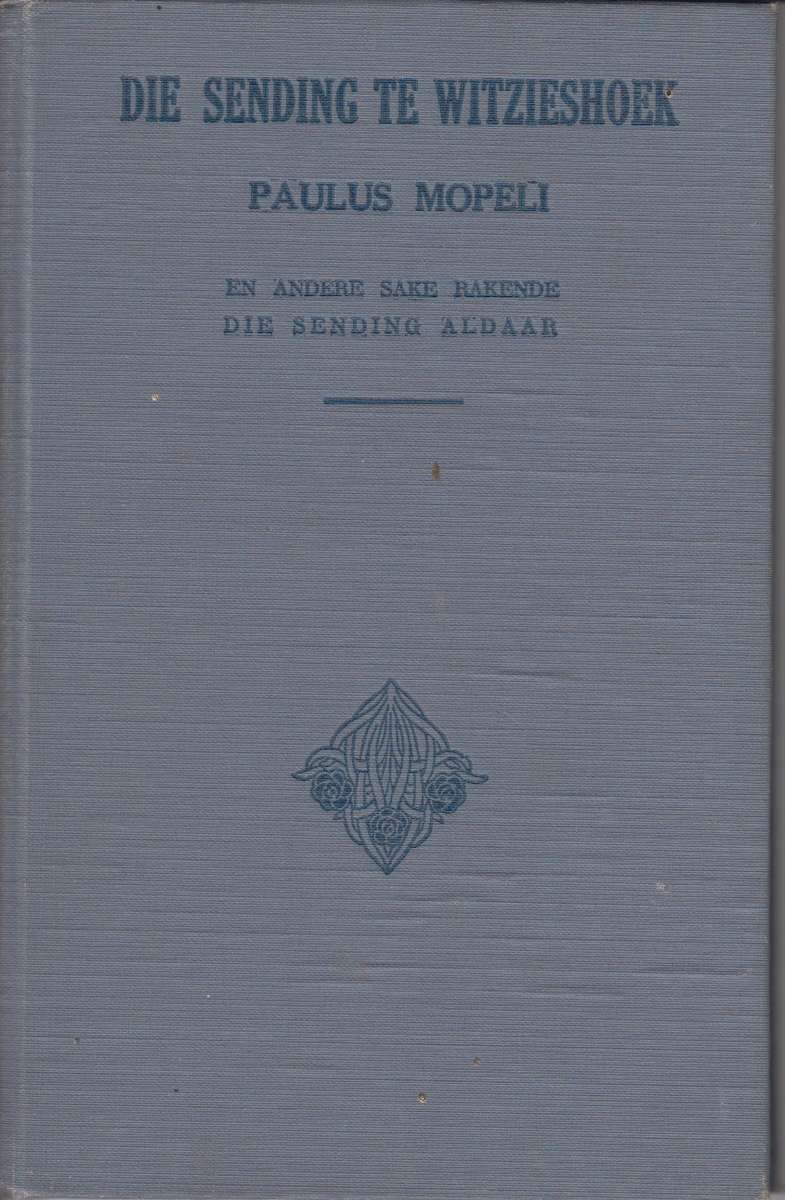 DIE SENDING TE WITZIESHOEK
PAULUS MOPELI
EN ANDERE SAKE RAKENDE
DIE SENDING ALDAAR